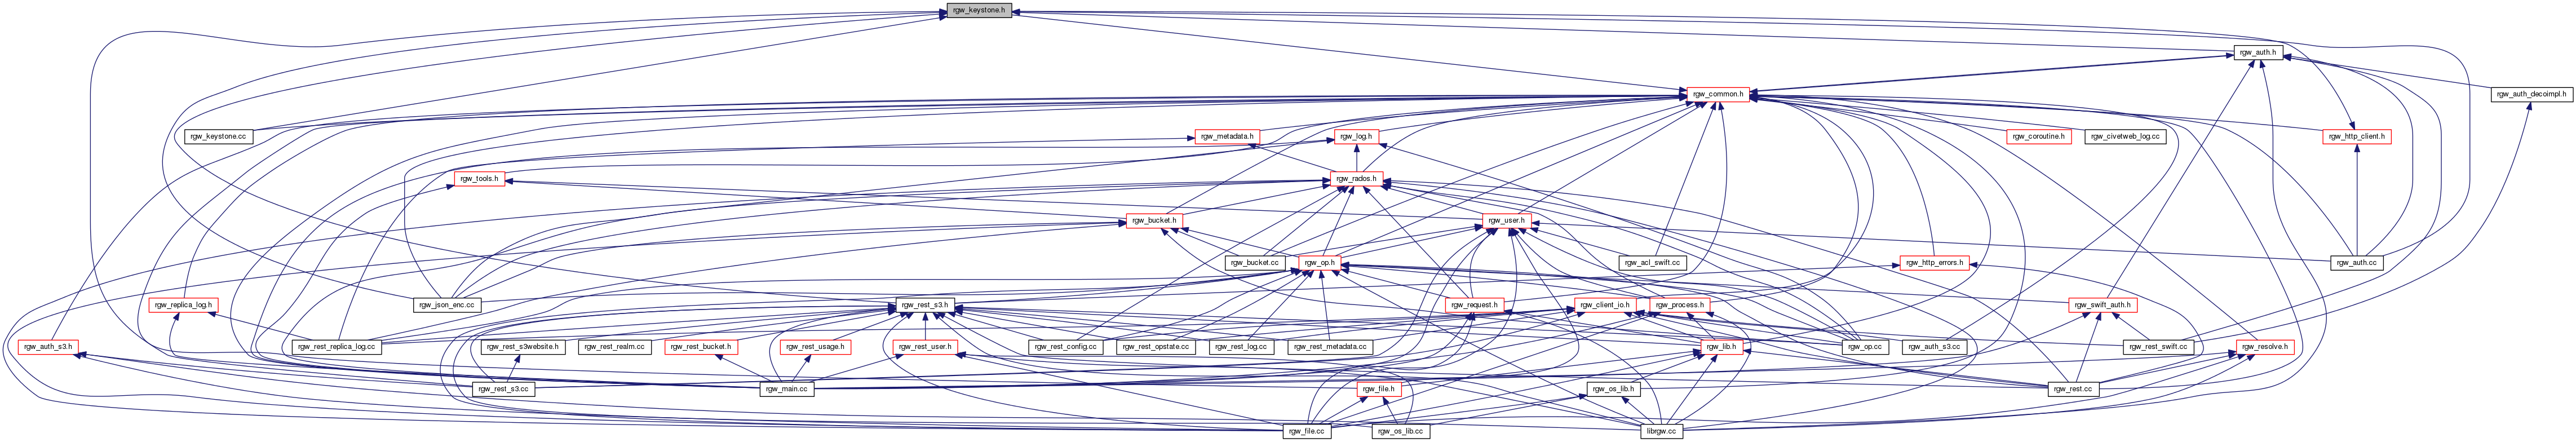 rgw_keystone.h
rgw_auth.h
rgw_common.h
rgw_auth_decoimpl.h
rgw_keystone.cc
rgw_metadata.h
rgw_log.h
rgw_coroutine.h
rgw_civetweb_log.cc
rgw_http_client.h
rgw_tools.h
rgw_rados.h
rgw_bucket.h
rgw_user.h
rgw_bucket.cc
rgw_op.h
rgw_acl_swift.cc
rgw_http_errors.h
rgw_auth.cc
rgw_replica_log.h
rgw_json_enc.cc
rgw_rest_s3.h
rgw_request.h
rgw_client_io.h
rgw_process.h
rgw_swift_auth.h
rgw_auth_s3.h
rgw_rest_replica_log.cc
rgw_rest_s3website.h
rgw_rest_realm.cc
rgw_rest_bucket.h
rgw_rest_usage.h
rgw_rest_user.h
rgw_rest_config.cc
rgw_rest_opstate.cc
rgw_rest_log.cc
rgw_rest_metadata.cc
rgw_lib.h
rgw_op.cc
rgw_auth_s3.cc
rgw_rest_swift.cc
rgw_resolve.h
rgw_rest_s3.cc
rgw_main.cc
rgw_file.h
rgw_os_lib.h
rgw_rest.cc
rgw_file.cc
rgw_os_lib.cc
librgw.cc